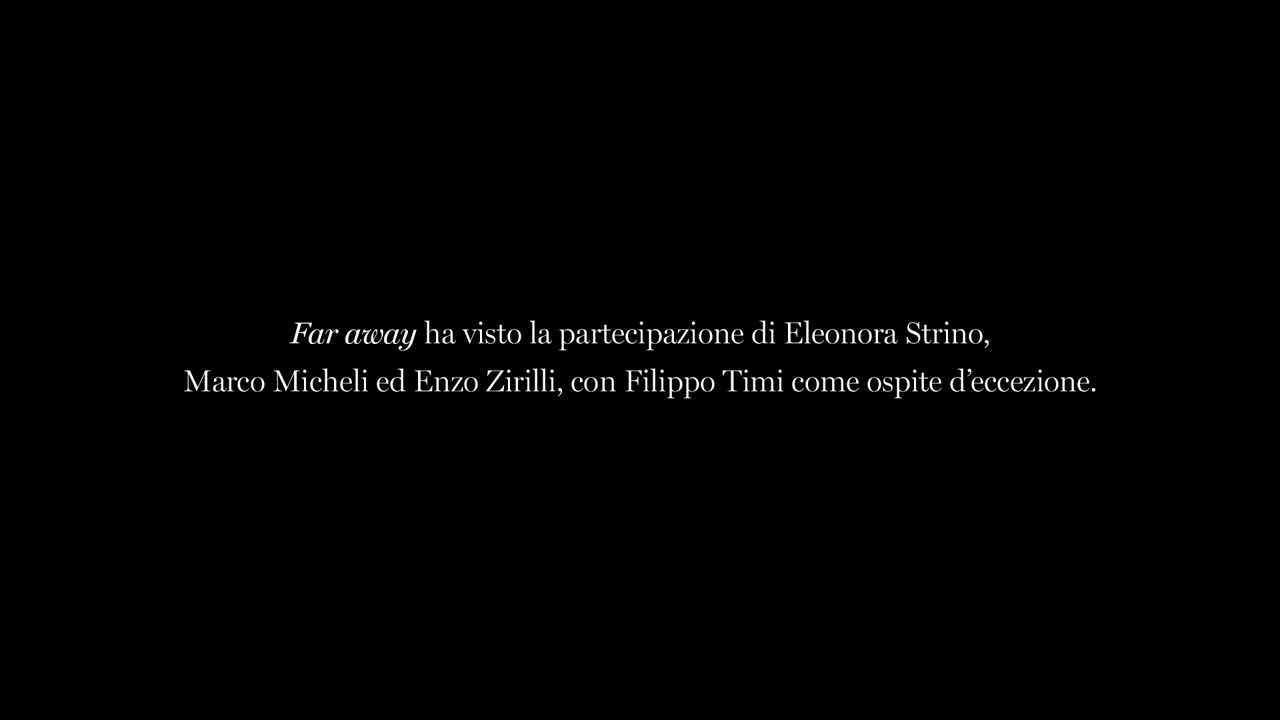 Far away ha visto la partecipazione di Eleonora Strino,
Marco Micheli ed Enzo Zirilli, con Filippo Timi come ospite d’eccezione.